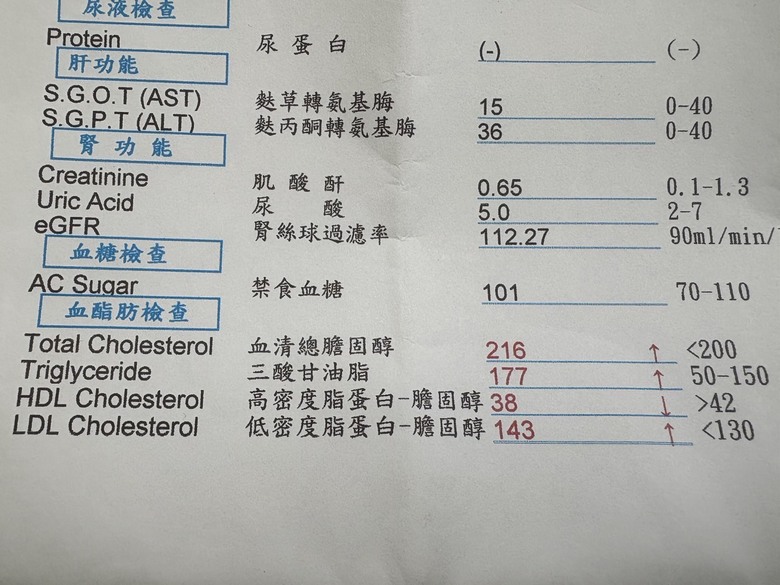 尿液檢查
Protein 尿蛋白 (-) (-)
肝功能
S.G.O.T (AST) 麩草轉氨基脢 15 0-40
S.G.P.T (ALT) 麩丙酮轉氨基脢 36 0-40
腎功能
Creatinine 肌酸酐 0.65 0.1-1.3
Uric Acid 尿酸 5.0 2-7
eGFR 腎絲球過濾率 112.27 90ml/min/
血糖檢查
AC Sugar 禁食血糖 101 70-110
血酯肪檢查
Total Cholesterol 血清總膽固醇 216 ↑ <200
Triglyceride 三酸甘油脂 177 ↑ 50-150
HDL Cholesterol 高密度脂蛋白-膽固醇 38 ↓ >42
LDL Cholesterol 低密度脂蛋白-膽固醇 143 ↑ <130